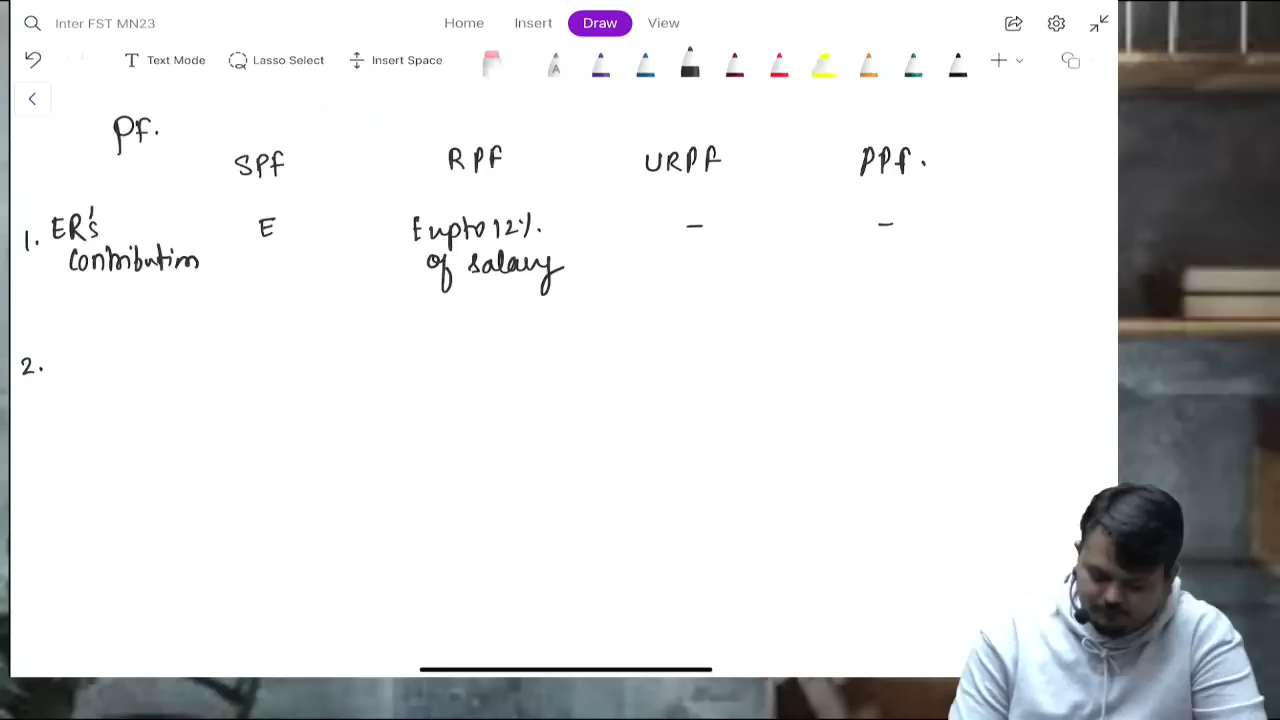 Inter FST MN23
Home Insert Draw View
T Text Mode Lasso Select Insert Space
A
Pf.
SPf RPF URPF PPf.
1. ER's E E upto 12% - -
Contribution of salary
2.